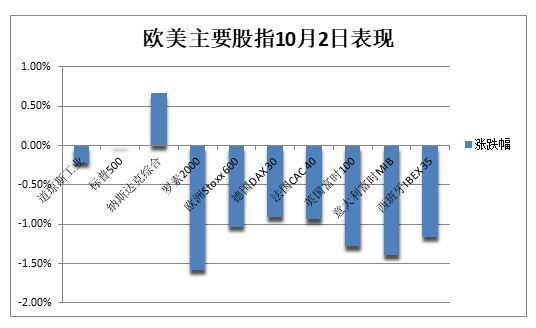 欧美主要股指10月2日表现
1.00%
0.50%
0.00%
-0.50%
-1.00%
-1.50%
-2.00%
道琼斯工业
标普500
纳斯达克综合
罗素2000
欧洲Stoxx 600
德国DAX 30
法国CAC 40
英国富时100
意大利富时MIB
西班牙IBEX 35
涨跌幅